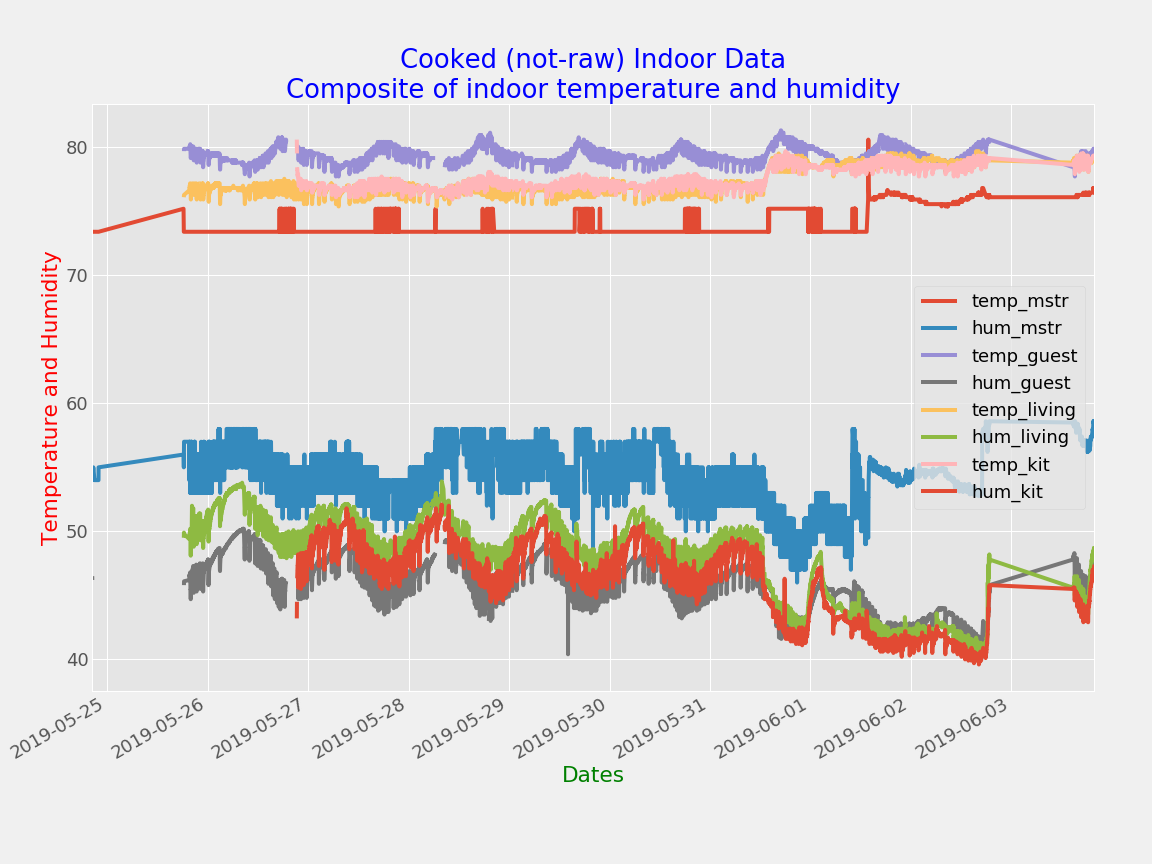 Cooked (not-raw) Indoor Data
Composite of indoor temperature and humidity
Temperature and Humidity
80
70
60
50
40
temp_mstr
hum_mstr
temp_guest
hum_guest
temp_living
hum_living
temp_kit
hum_kit
2019-05-25
2019-05-26
2019-05-27
2019-05-28
2019-05-29
2019-05-30
2019-05-31
2019-06-01
2019-06-02
2019-06-03
Dates